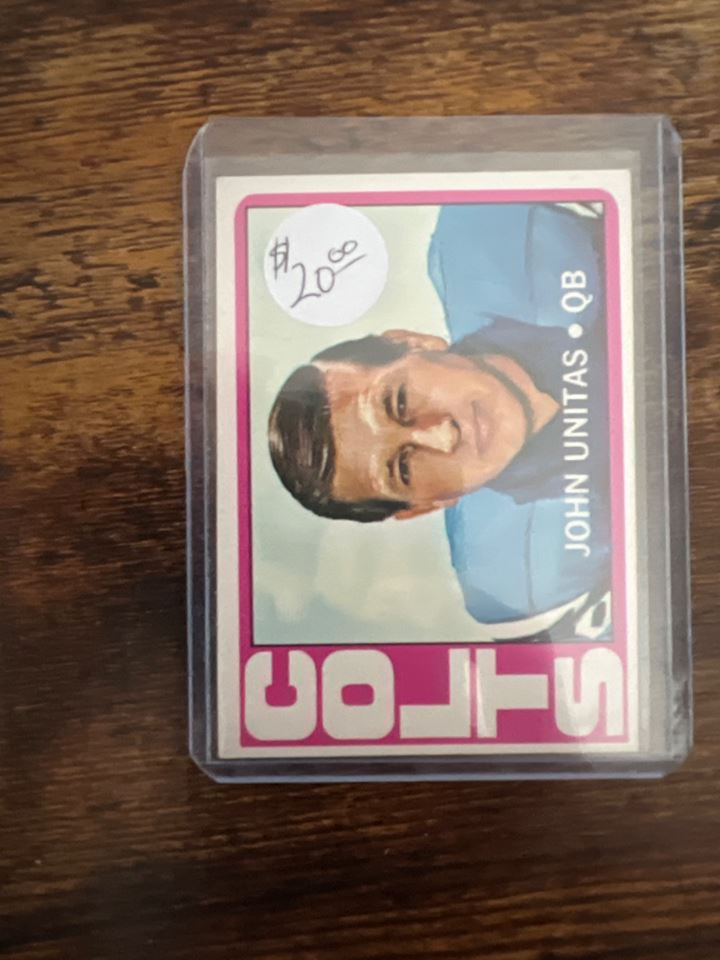 COLTS
$20.00
JOHN UNITAS • QB